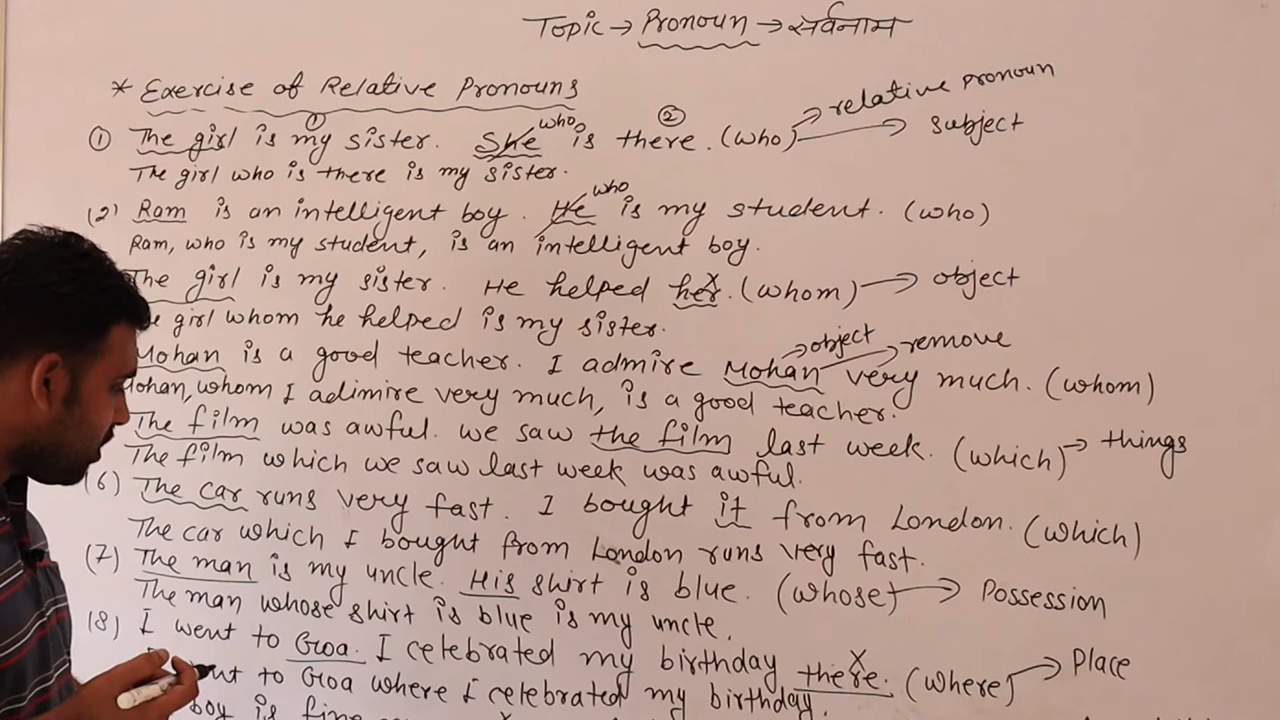 Topic → Pronoun → सर्वनाम
* Exercise of Relative Pronouns
① The girl is my sister. She is there. (who) → relative pronoun → subject
① who ②
The girl who is there is my sister.
(2) Ram is an intelligent boy. He is my student. (who)
who
Ram, who is my student, is an intelligent boy.
The girl is my sister. He helped her. (whom) → object
girl whom he helped is my sister.
Mohan is a good teacher. I admire Mohan very much. (whom)
→ object → remove
Mohan, whom I adimire very much, is a good teacher.
The film was awful. We saw the film last week. (which) → things
The film which we saw last week was awful.
(6) The car runs very fast. I bought it from London. (which)
The car which I bought from London runs very fast.
(7) The man is my uncle. His shirt is blue. (whose) → Possession
The man whose shirt is blue is my uncle.
(8) I went to Goa. I celebrated my birthday there. (where) → Place
to Goa where I celebrated my birthday.
boy is